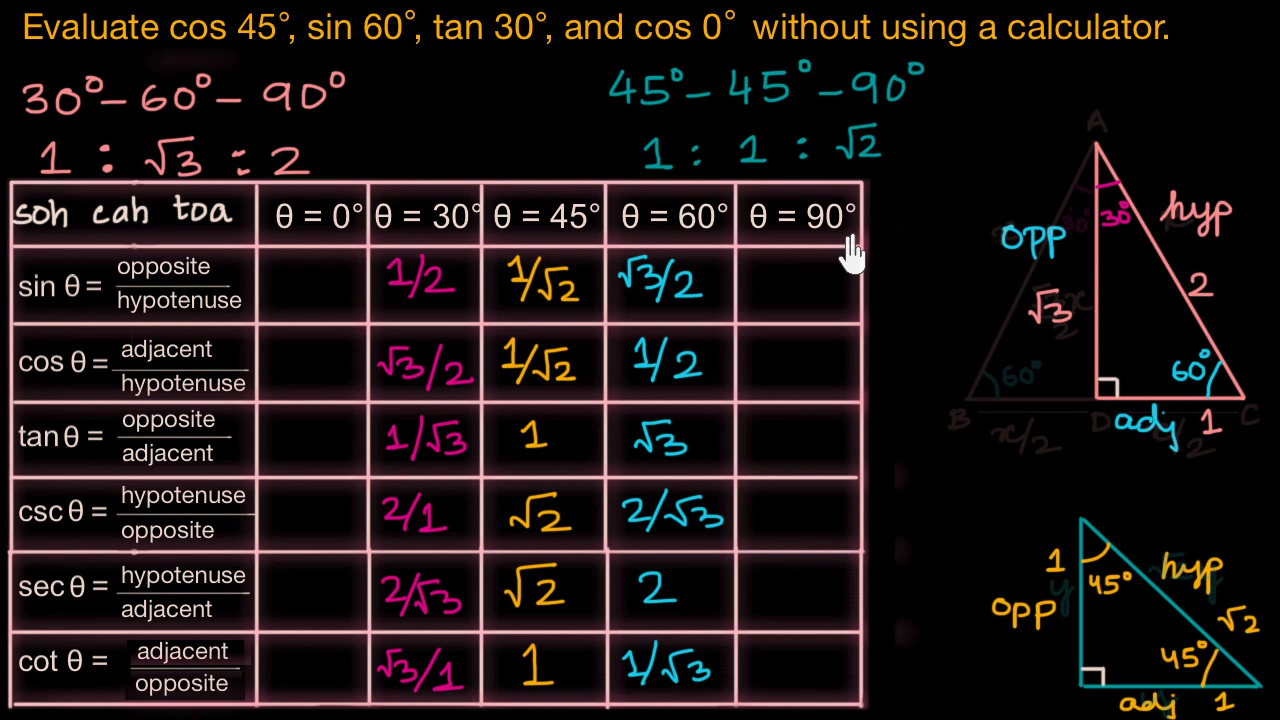 Evaluate cos 45°, sin 60°, tan 30°, and cos 0° without using a calculator.
30° – 60° – 90°
1 : √3 : 2
45° – 45° – 90°
1 : 1 : √2
soh cah toa θ = 0° θ = 30° θ = 45° θ = 60° θ = 90°
sin θ = opposite/hypotenuse 1/2 1/√2 √3/2
cos θ = adjacent/hypotenuse √3/2 1/√2 1/2
tan θ = opposite/adjacent 1/√3 1 √3
csc θ = hypotenuse/opposite 2/1 √2 2/√3
sec θ = hypotenuse/adjacent 2/√3 √2 2
cot θ = adjacent/opposite √3/1 1 1/√3
A
30° hyp
opp
√3 2
60° 60°
B x/2 D adj 1 C
1 45° hyp
opp y √2
45°
adj 1